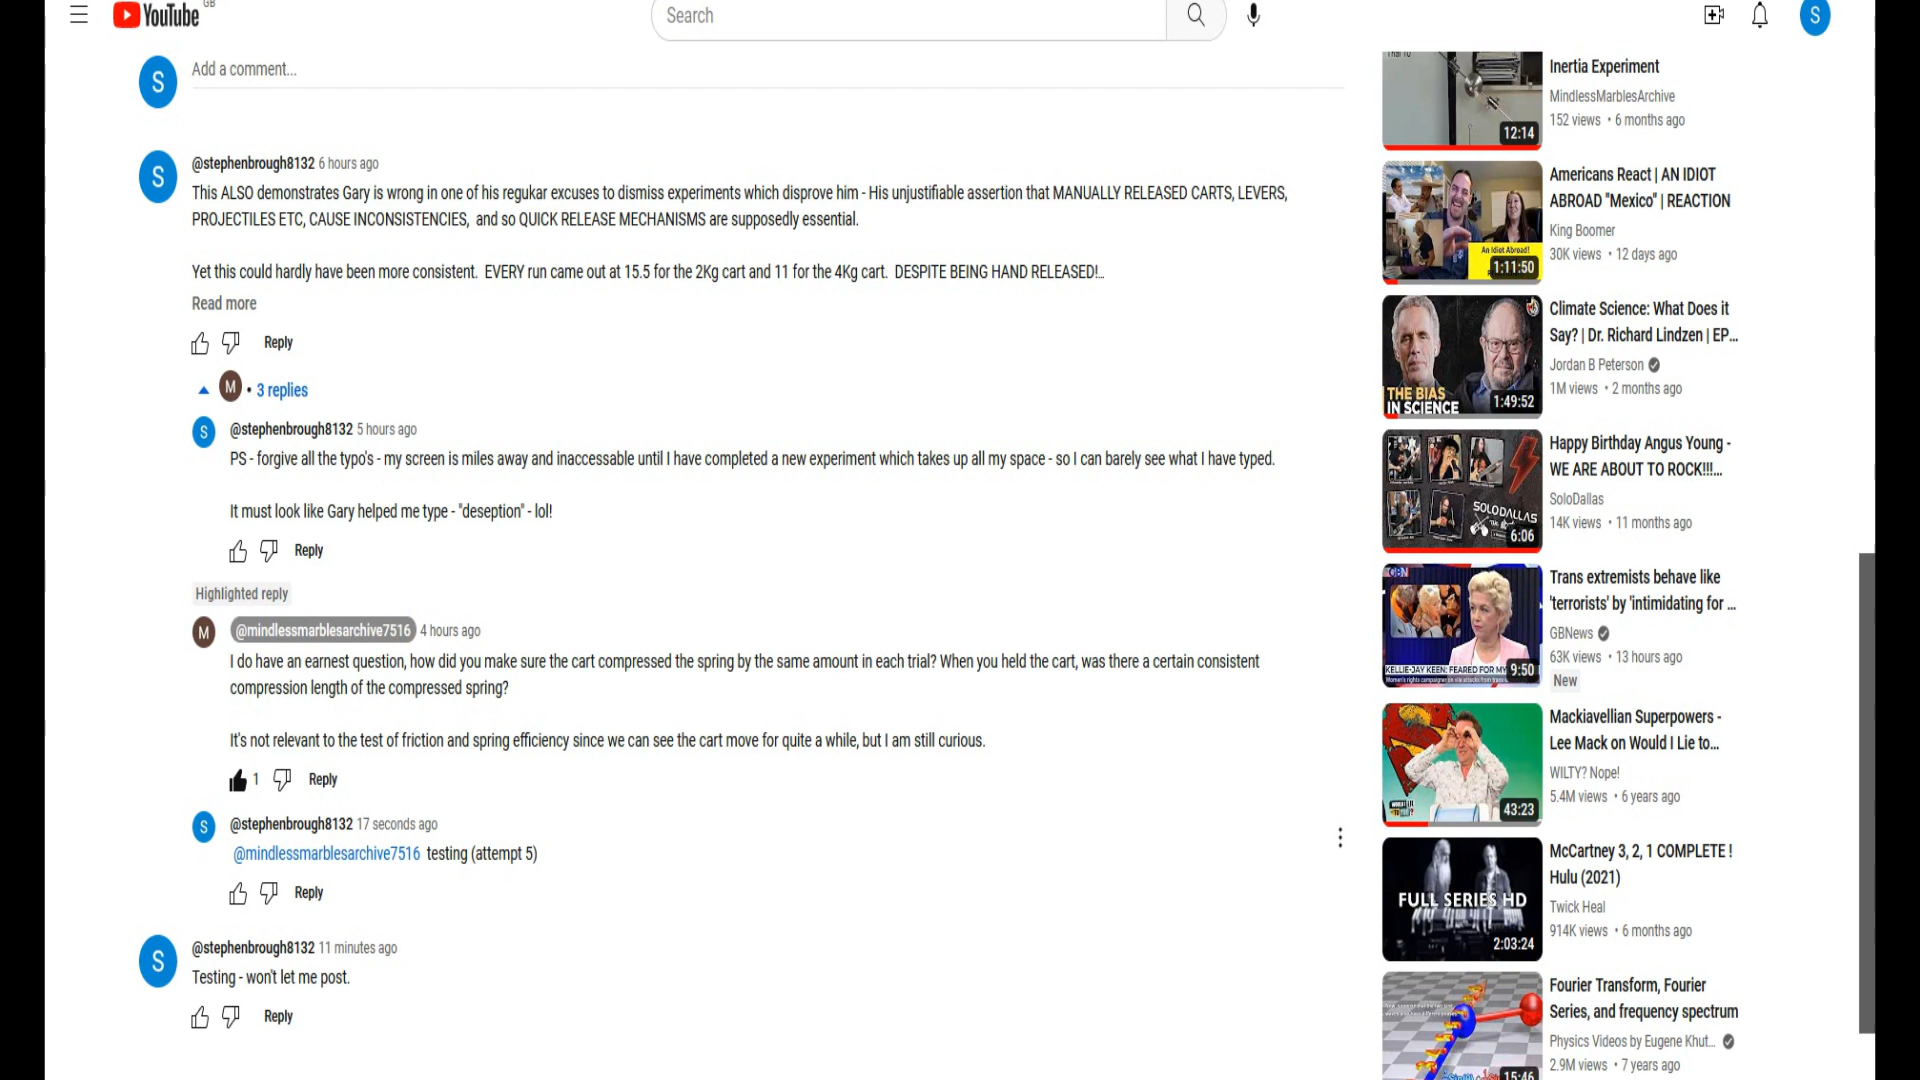 YouTube GB
Search
S
S
Add a comment...
S
@stephenbrough8132 6 hours ago
This ALSO demonstrates Gary is wrong in one of his regukar excuses to dismiss experiments which disprove him - His unjustifiable assertion that MANUALLY RELEASED CARTS, LEVERS,
PROJECTILES ETC, CAUSE INCONSISTENCIES, and so QUICK RELEASE MECHANISMS are supposedly essential.
Yet this could hardly have been more consistent. EVERY run came out at 15.5 for the 2Kg cart and 11 for the 4Kg cart. DESPITE BEING HAND RELEASED!...
Read more
Reply
M • 3 replies
S
@stephenbrough8132 5 hours ago
PS - forgive all the typo's - my screen is miles away and inaccessable until I have completed a new experiment which takes up all my space - so I can barely see what I have typed.
It must look like Gary helped me type - "deseption" - lol!
Reply
Highlighted reply
M
@mindlessmarblesarchive7516 4 hours ago
I do have an earnest question, how did you make sure the cart compressed the spring by the same amount in each trial? When you held the cart, was there a certain consistent
compression length of the compressed spring?
It's not relevant to the test of friction and spring efficiency since we can see the cart move for quite a while, but I am still curious.
1 Reply
S
@stephenbrough8132 17 seconds ago
@mindlessmarblesarchive7516 testing (attempt 5)
Reply
S
@stephenbrough8132 11 minutes ago
Testing - won't let me post.
Reply
12:14
Inertia Experiment
MindlessMarblesArchive
152 views • 6 months ago
An Idiot Abroad!
1:11:50
Americans React | AN IDIOT
ABROAD "Mexico" | REACTION
King Boomer
30K views • 12 days ago
THE BIAS
IN SCIENCE
1:49:52
Climate Science: What Does it
Say? | Dr. Richard Lindzen | EP...
Jordan B Peterson
1M views • 2 months ago
SOLODALLAS
6:06
Happy Birthday Angus Young -
WE ARE ABOUT TO ROCK!!!...
SoloDallas
14K views • 11 months ago
GBN
KELLIE-JAY KEEN: FEARED FOR MY
9:50
Trans extremists behave like
'terrorists' by 'intimidating for ...
GBNews
63K views • 13 hours ago
New
WOULD I LIE TO YOU?
43:23
Mackiavellian Superpowers -
Lee Mack on Would I Lie to...
WILTY? Nope!
5.4M views • 6 years ago
FULL SERIES HD
2:03:24
McCartney 3, 2, 1 COMPLETE !
Hulu (2021)
Twick Heal
914K views • 6 months ago
15:46
Fourier Transform, Fourier
Series, and frequency spectrum
Physics Videos by Eugene Khut...
2.9M views • 7 years ago